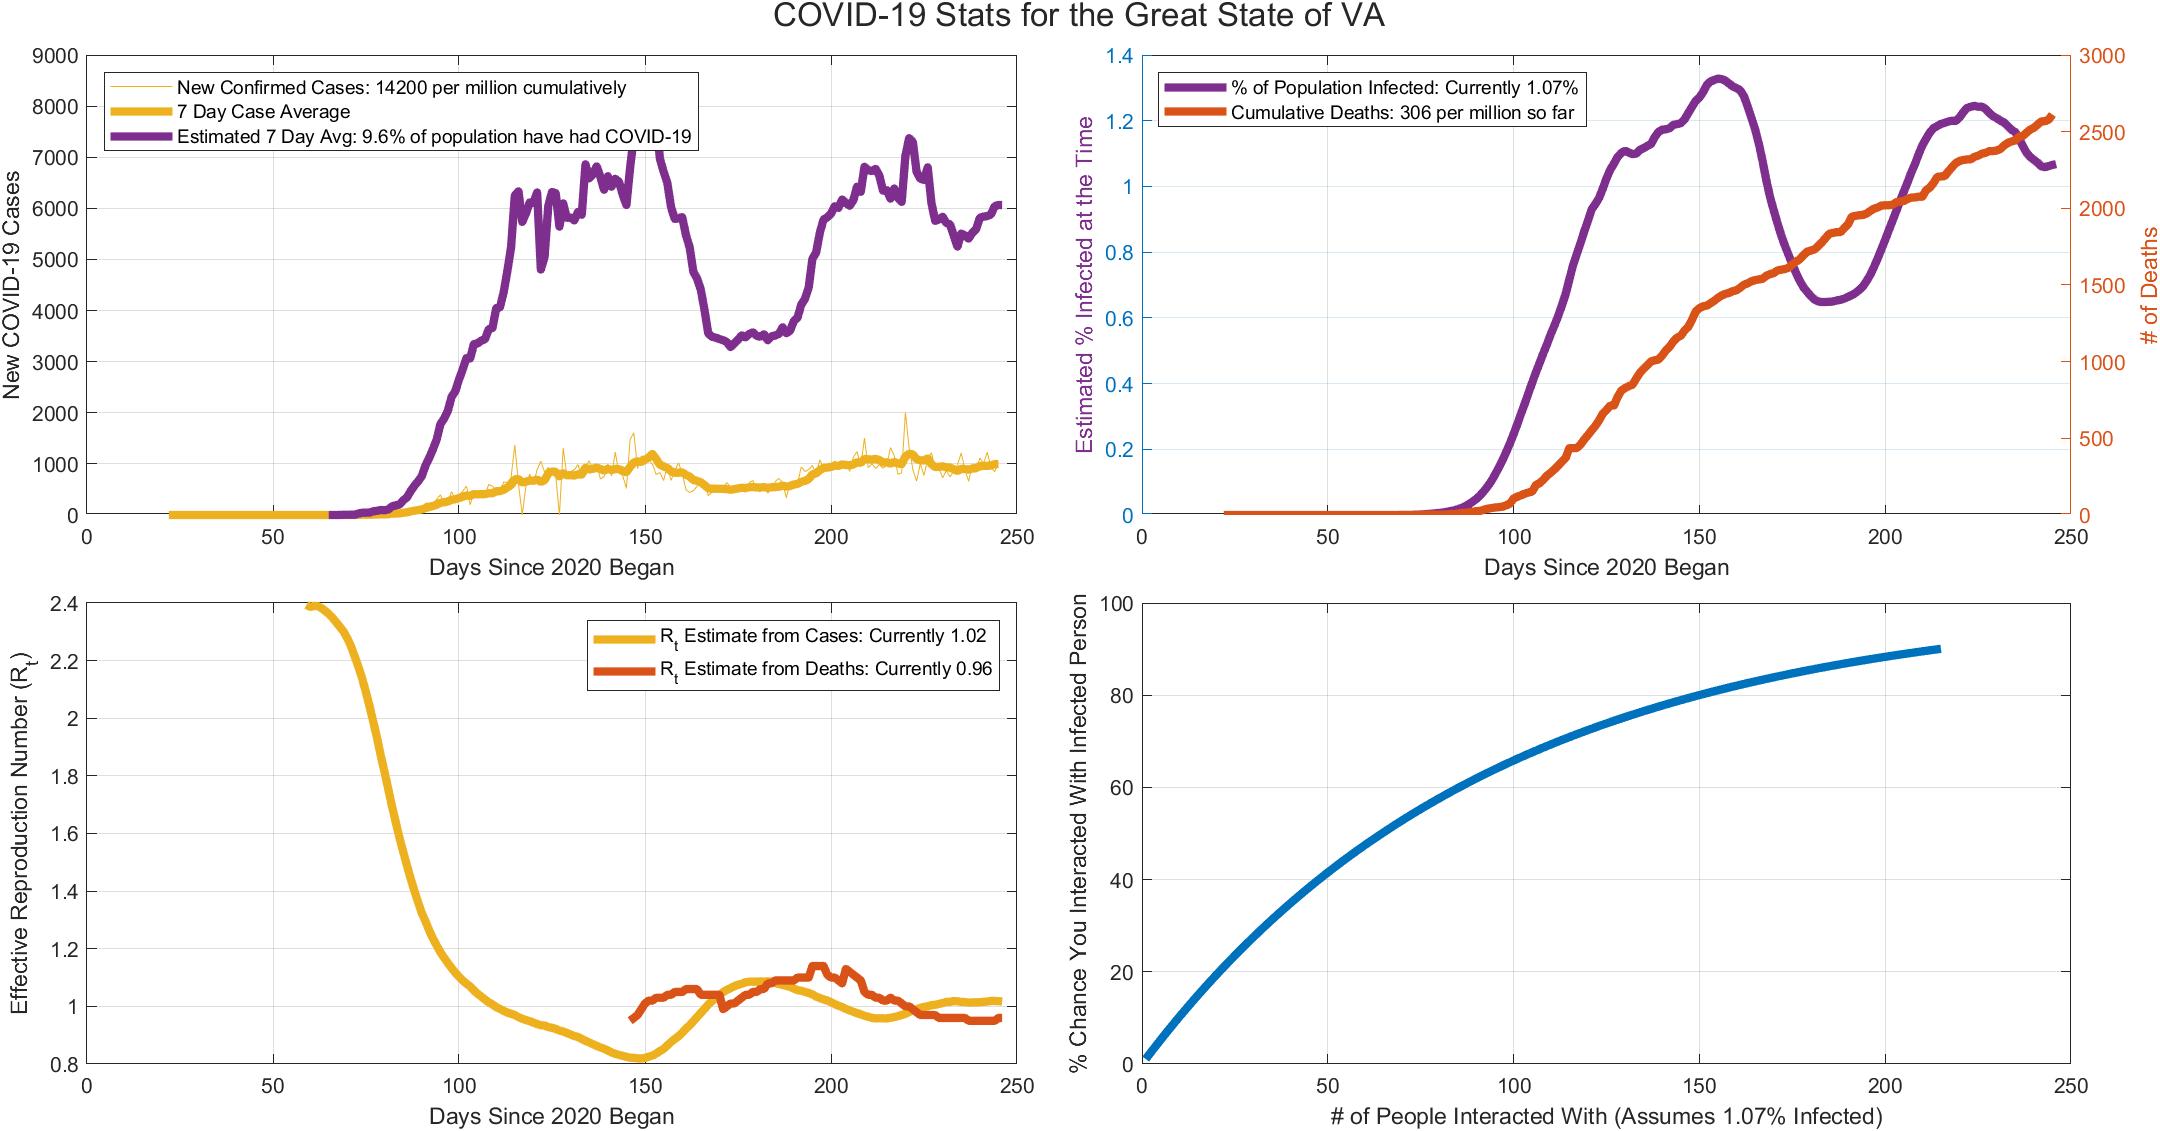 COVID-19 Stats for the Great State of VA
New COVID-19 Cases
9000
8000
7000
6000
5000
4000
3000
2000
1000
0
New Confirmed Cases: 14200 per million cumulatively
7 Day Case Average
Estimated 7 Day Avg: 9.6% of population have had COVID-19
0 50 100 150 200 250
Days Since 2020 Began
Estimated % Infected at the Time
1.4
1.2
1
0.8
0.6
0.4
0.2
0
% of Population Infected: Currently 1.07%
Cumulative Deaths: 306 per million so far
3000
2500
2000
1500
1000
500
0
# of Deaths
0 50 100 150 200 250
Days Since 2020 Began
Effective Reproduction Number (Rt)
2.4
2.2
2
1.8
1.6
1.4
1.2
1
0.8
Rt Estimate from Cases: Currently 1.02
Rt Estimate from Deaths: Currently 0.96
0 50 100 150 200 250
Days Since 2020 Began
% Chance You Interacted With Infected Person
100
80
60
40
20
0
0 50 100 150 200 250
# of People Interacted With (Assumes 1.07% Infected)